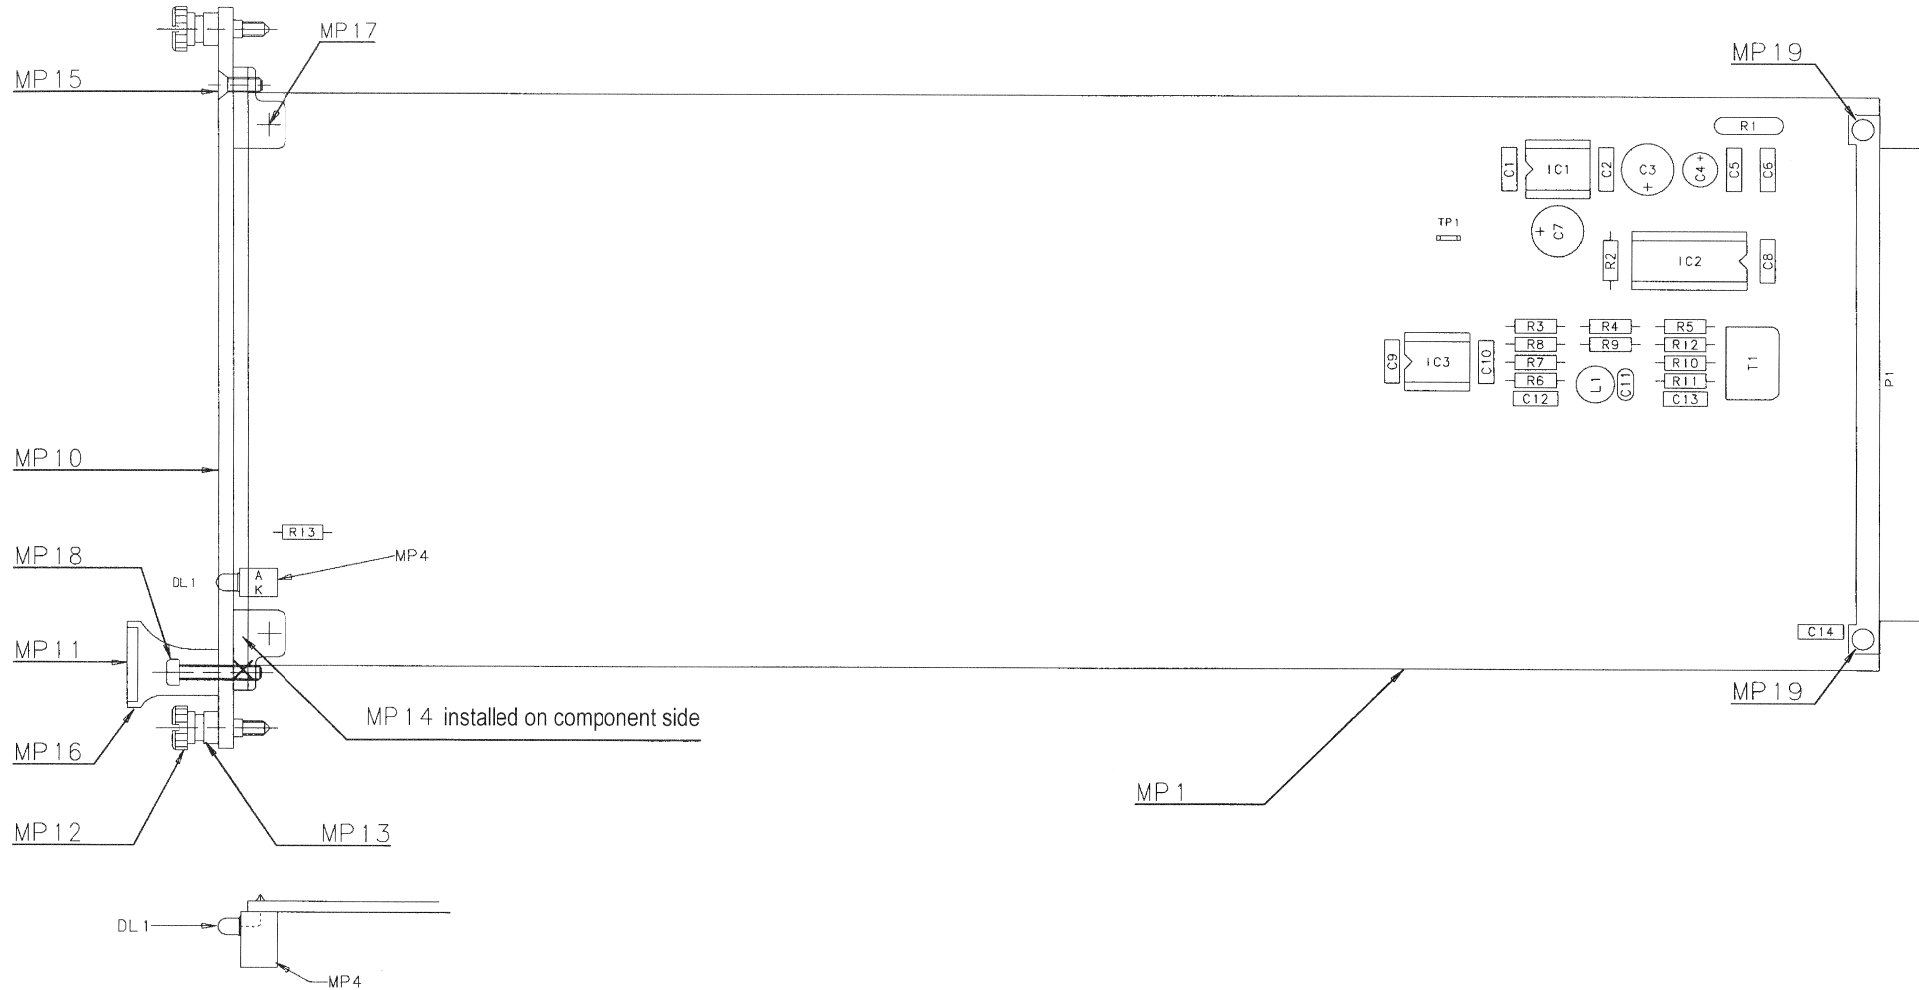 MP17
MP19
MP15
R1
C1
IC1
C2
C3
+
C4+
C5
C6
TP1
+
C7
R2
IC2
C8
R3
R4
R5
R8
R9
R12
C9
IC3
C10
R7
R10
T1
R6
L1
C11
R11
P1
C12
C13
MP10
R13
MP18
MP4
DL1
A
K
C14
MP11
MP19
MP14 installed on component side
MP16
MP1
MP12
MP13
DL1
MP4